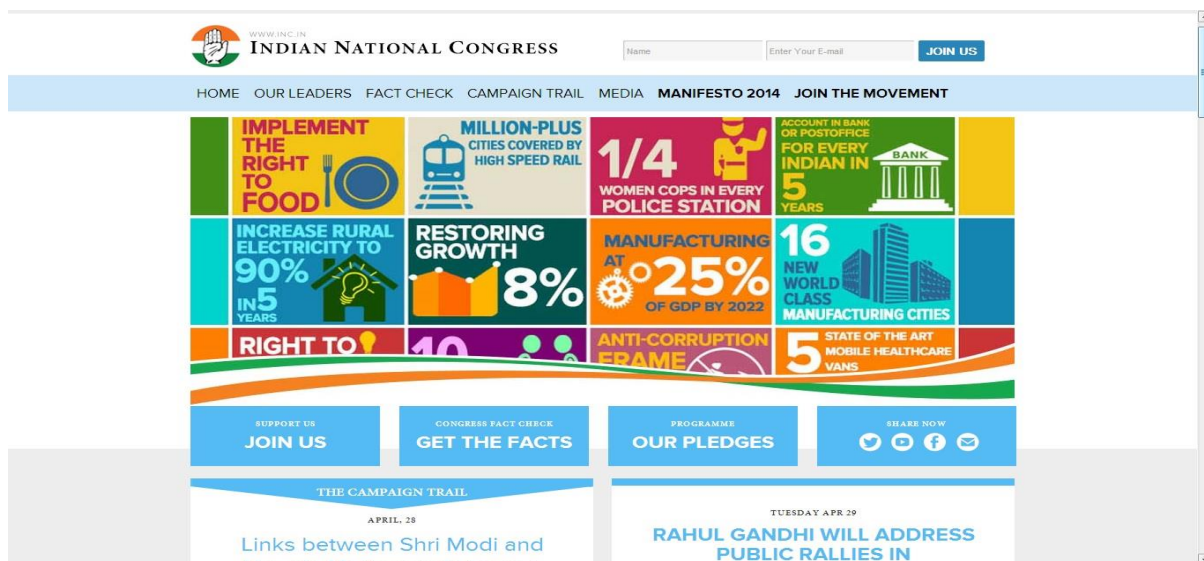 WWW.INC.IN
INDIAN NATIONAL CONGRESS
Name
Enter Your E-mail
JOIN US
HOME OUR LEADERS FACT CHECK CAMPAIGN TRAIL MEDIA MANIFESTO 2014 JOIN THE MOVEMENT
IMPLEMENT
THE
RIGHT
TO
FOOD
MILLION-PLUS
CITIES COVERED BY
HIGH SPEED RAIL
1/4
WOMEN COPS IN EVERY
POLICE STATION
ACCOUNT IN BANK
OR POSTOFFICE
FOR EVERY
INDIAN IN
5
YEARS
BANK
INCREASE RURAL
ELECTRICITY TO
90%
IN 5
YEARS
RESTORING
GROWTH
8%
MANUFACTURING
AT
25%
OF GDP BY 2022
16
NEW
WORLD
CLASS
MANUFACTURING CITIES
RIGHT TO
10
ANTI-CORRUPTION
5
STATE OF THE ART
MOBILE HEALTHCARE
VANS
SUPPORT US
JOIN US
CONGRESS FACT CHECK
GET THE FACTS
PROGRAMME
OUR PLEDGES
SHARE NOW
THE CAMPAIGN TRAIL
APRIL, 28
Links between Shri Modi and
TUESDAY APR 29
RAHUL GANDHI WILL ADDRESS
PUBLIC RALLIES IN